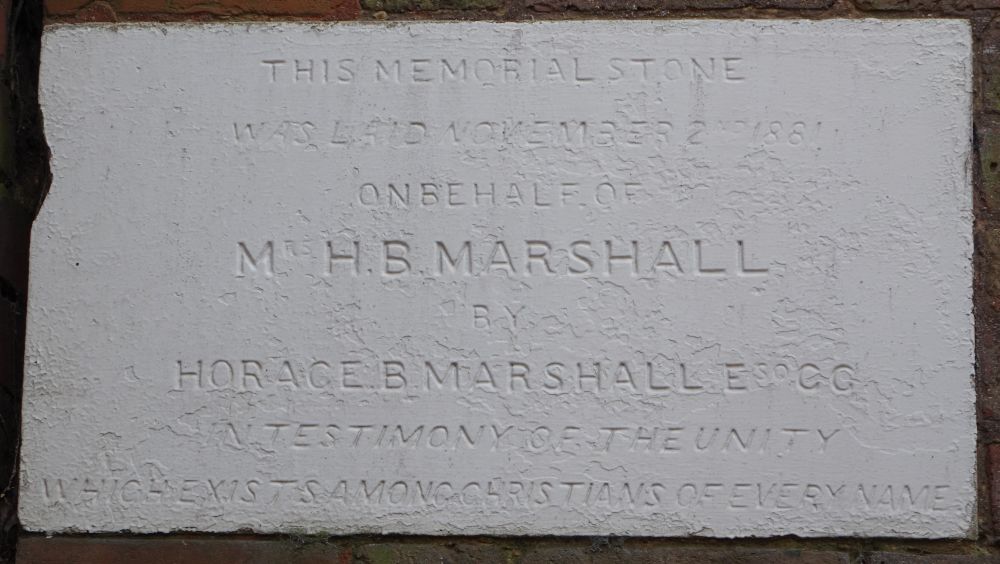 THIS MEMORIAL STONE
WAS LAID NOVEMBER 2ND 1881
ON BEHALF OF
MRS H.B. MARSHALL
BY
HORACE B. MARSHALL ESQ CC
IN TESTIMONY OF THE UNITY
WHICH EXISTS AMONG CHRISTIANS OF EVERY NAME